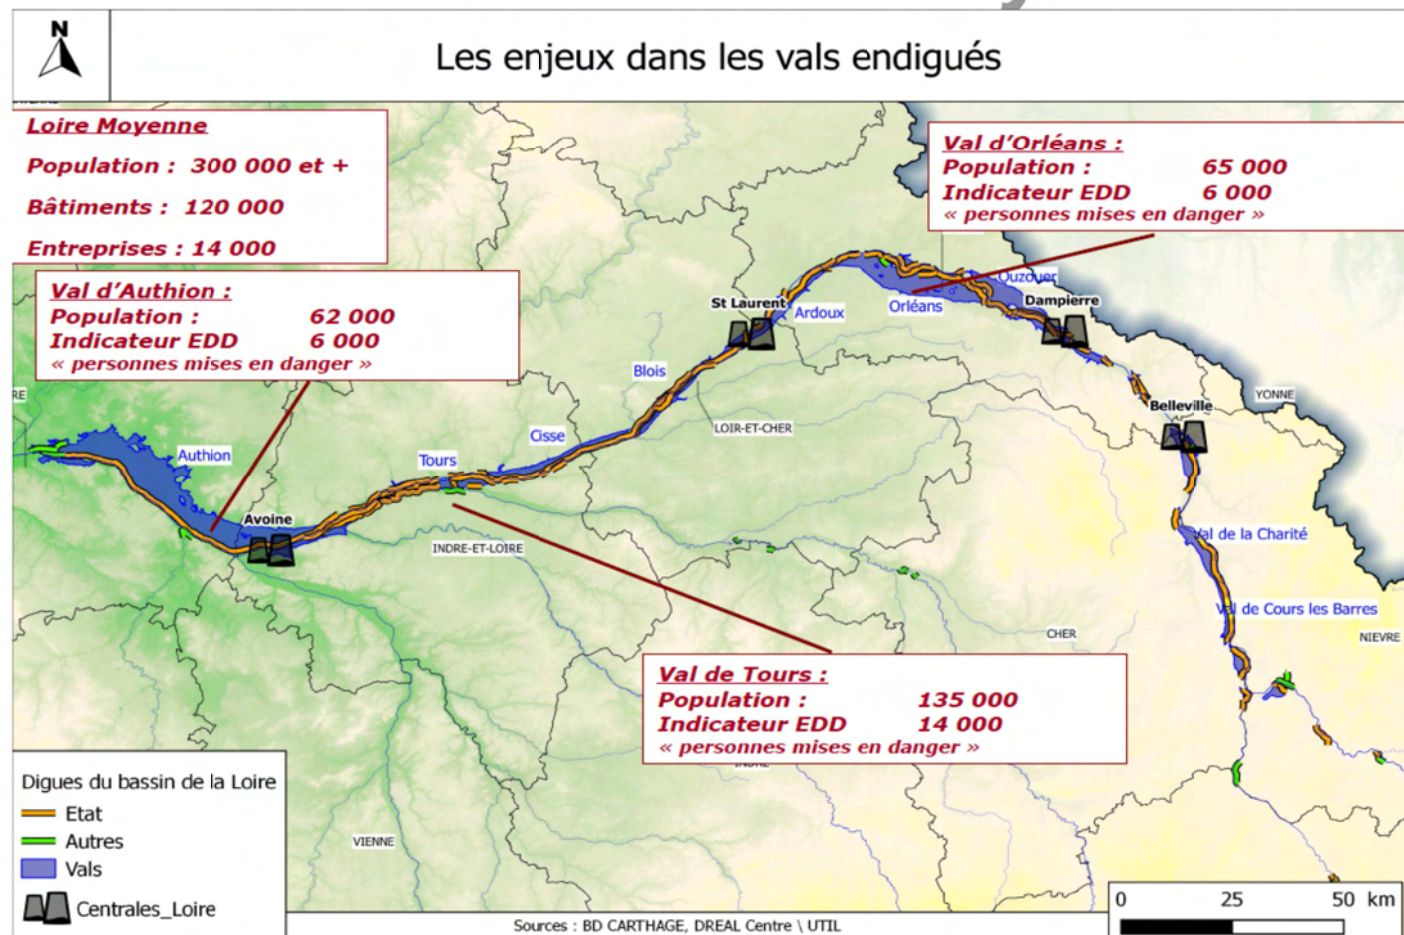 N
Les enjeux dans les vals endigués
Loire Moyenne
Population : 300 000 et +
Bâtiments : 120 000
Entreprises : 14 000
Val d'Orléans :
Population : 65 000
Indicateur EDD 6 000
« personnes mises en danger »
Val d'Authion :
Population : 62 000
Indicateur EDD 6 000
« personnes mises en danger »
Ouzouer
Dampierre
St Laurent
Ardoux
Orléans
Blois
Belleville
YONNE
RE
LOIR-ET-CHER
Cisse
Authion
Tours
Avoine
INDRE-ET-LOIRE
Val de la Charité
Val de Cours les Barres
CHER
NIEVRE
Val de Tours :
Population : 135 000
Indicateur EDD 14 000
« personnes mises en danger »
INDRE
VIENNE
Digues du bassin de la Loire
Etat
Autres
Vals
Centrales_Loire
0 25 50 km
Sources : BD CARTHAGE, DREAL Centre \ UTIL